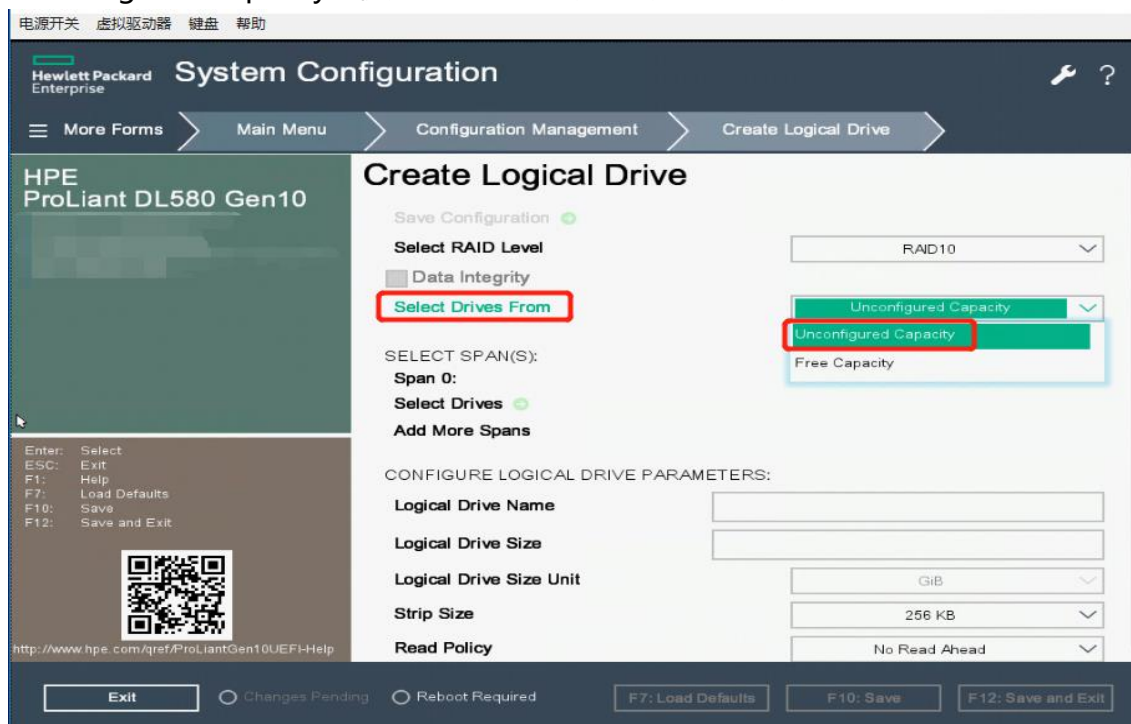 电源开关 虚拟驱动器 键盘 帮助
Hewlett Packard
Enterprise
System Configuration
?
More Forms
Main Menu
Configuration Management
Create Logical Drive
HPE
ProLiant DL580 Gen10
Create Logical Drive
Save Configuration
Select RAID Level
RAID10
Data Integrity
Select Drives From
Unconfigured Capacity
Unconfigured Capacity
Free Capacity
SELECT SPAN(S):
Span 0:
Select Drives
Add More Spans
CONFIGURE LOGICAL DRIVE PARAMETERS:
Logical Drive Name
Logical Drive Size
Logical Drive Size Unit
GiB
Strip Size
256 KB
Read Policy
No Read Ahead
Enter: Select
ESC: Exit
F1: Help
F7: Load Defaults
F10: Save
F12: Save and Exit
http://www.hpe.com/qref/ProLiantGen10UEFI-Help
Exit
Changes Pending
Reboot Required
F7: Load Defaults
F10: Save
F12: Save and Exit